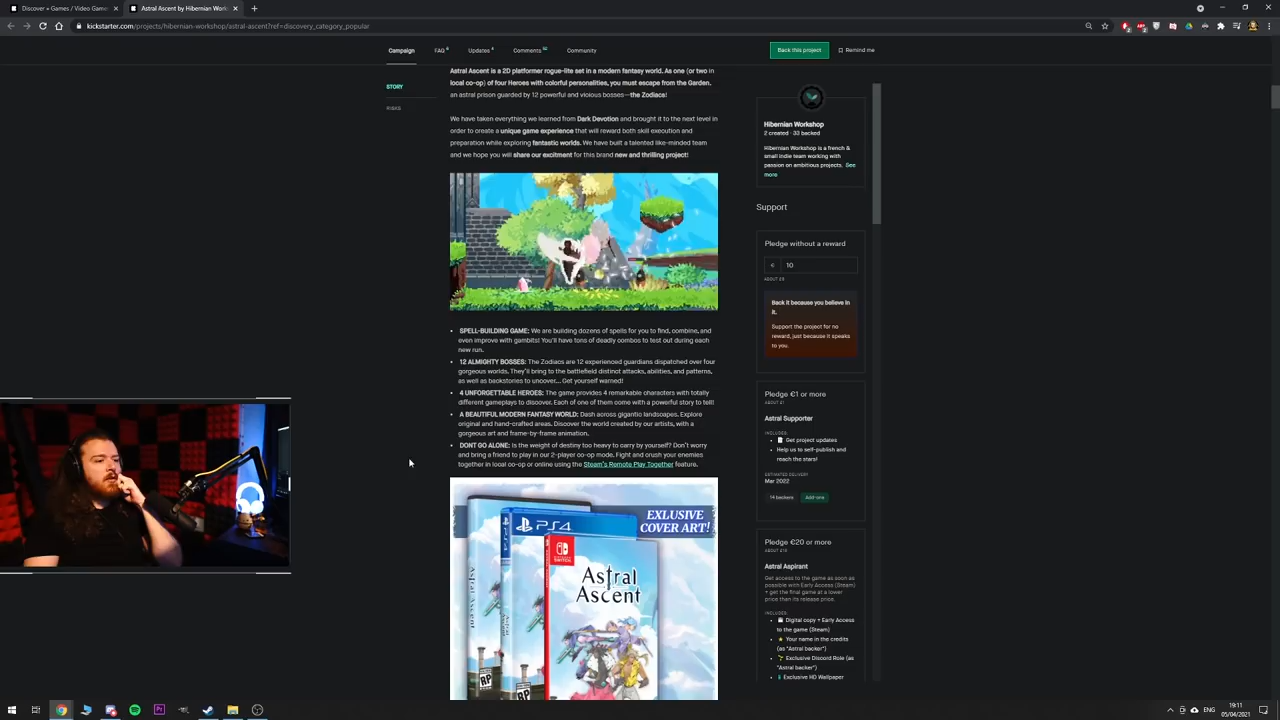 Discover » Games / Video Games
Astral Ascent by Hibernian Work
kickstarter.com/projects/hibernian-workshop/astral-ascent?ref=discovery_category_popular
Campaign
FAQ 6
Updates 4
Comments
Community
Back this project
Remind me
STORY
RISKS
Astral Ascent is a 2D platformer rogue-lite set in a modern fantasy world. As one (or two in
local co-op) of four Heroes with colorful personalities, you must escape from the Garden,
an astral prison guarded by 12 powerful and vicious bosses—the Zodiacs!
We have taken everything we learned from Dark Devotion and brought it to the next level in
order to create a unique game experience that will reward both skill execution and
preparation while exploring fantastic worlds. We have built a talented like-minded team
and we hope you will share our excitment for this brand new and thrilling project!
• SPELL-BUILDING GAME: We are building dozens of spells for you to find, combine, and
even improve with gambits! You'll have tons of deadly combos to test out during each
new run.
• 12 ALMIGHTY BOSSES: The Zodiacs are 12 experienced guardians dispatched over four
gorgeous worlds. They'll bring to the battlefield distinct attacks, abilities, and patterns,
as well as backstories to uncover... Get yourself warned!
• 4 UNFORGETTABLE HEROES: The game provides 4 remarkable characters with totally
different gameplays to discover. Each of one of them come with a powerful story to tell!
• A BEAUTIFUL MODERN FANTASY WORLD: Dash across gigantic landscapes. Explore
original and hand-crafted areas. Discover the world created by our artists, with a
gorgeous art and frame-by-frame animation.
• DONT GO ALONE: Is the weight of destiny too heavy to carry by yourself? Don't worry
and bring a friend to play in our 2-player co-op mode. Fight and crush your enemies
together in local co-op or online using the Steam's Remote Play Together feature.
EXLUSIVE
COVER ART!
PS4
NINTENDO
SWITCH
Astral
Ascent
RP
RP
Hibernian Workshop
2 created · 33 backed
Hibernian Workshop is a french &
small indie team working with
passion on ambitious projects. See
more
Support
Pledge without a reward
€ 10
ABOUT £9
Back it because you believe in
it.
Support the project for no
reward, just because it speaks
to you.
Pledge €1 or more
ABOUT £1
Astral Supporter
INCLUDES:
• Get project updates
• Help us to self-publish and
reach the stars!
ESTIMATED DELIVERY
Mar 2022
14 backers
Add-ons
Pledge €20 or more
ABOUT £18
Astral Aspirant
Get access to the game as soon as
possible with Early Access (Steam)
+ get the final game at a lower
price than its release price.
INCLUDES:
• Digital copy + Early Access
to the game (Steam)
• Your name in the credits
(as "Astral backer")
• Exclusive Discord Role (as
"Astral backer")
• Exclusive HD Wallpaper
ENG
19:11
05/04/2021